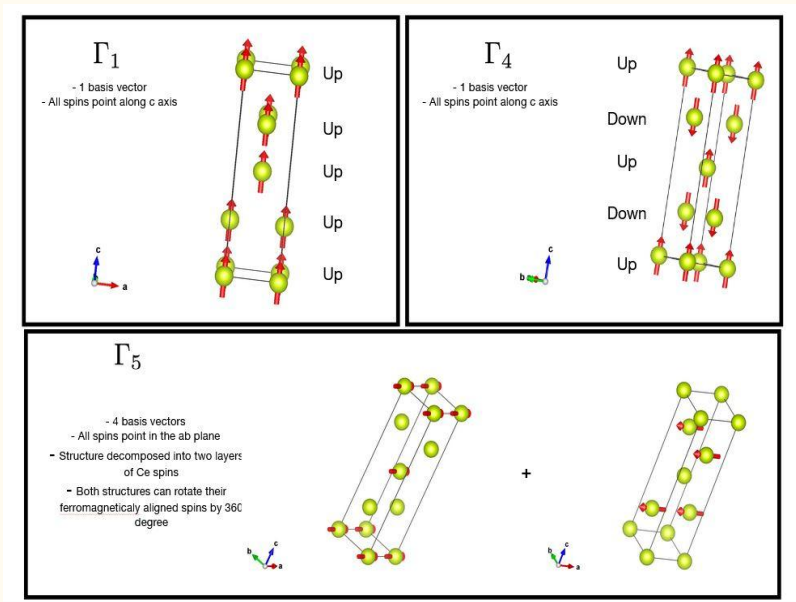 Γ₁
- 1 basis vector
- All spins point along c axis
Up
Up
Up
Up
Up
c
a
Γ₄
- 1 basis vector
- All spins point along c axis
Up
Down
Up
Down
Up
c
b
Γ₅
- 4 basis vectors
- All spins point in the ab plane
- Structure decomposed into two layers
of Ce spins
- Both structures can rotate their
ferromagneticaly aligned spins by 360
degree
b
c
a
+
b
c
a